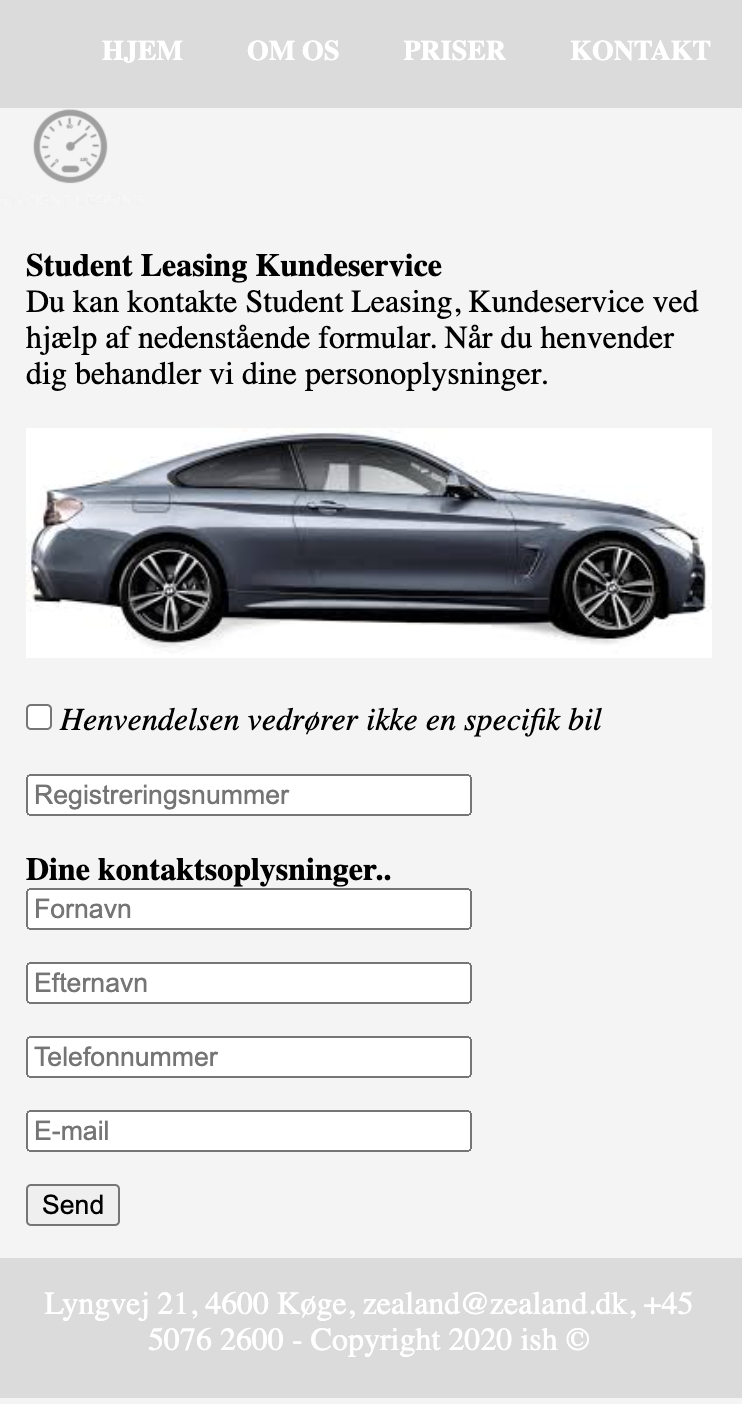 HJEM OM OS PRISER KONTAKT
Student Leasing Kundeservice
Du kan kontakte Student Leasing, Kundeservice ved
hjælp af nedenstående formular. Når du henvender
dig behandler vi dine personoplysninger.
Henvendelsen vedrører ikke en specifik bil
Registreringsnummer
Dine kontaktsoplysninger..
Fornavn
Efternavn
Telefonnummer
E-mail
Send
Lyngvej 21, 4600 Køge, zealand@zealand.dk, +45
5076 2600 - Copyright 2020 ish ©